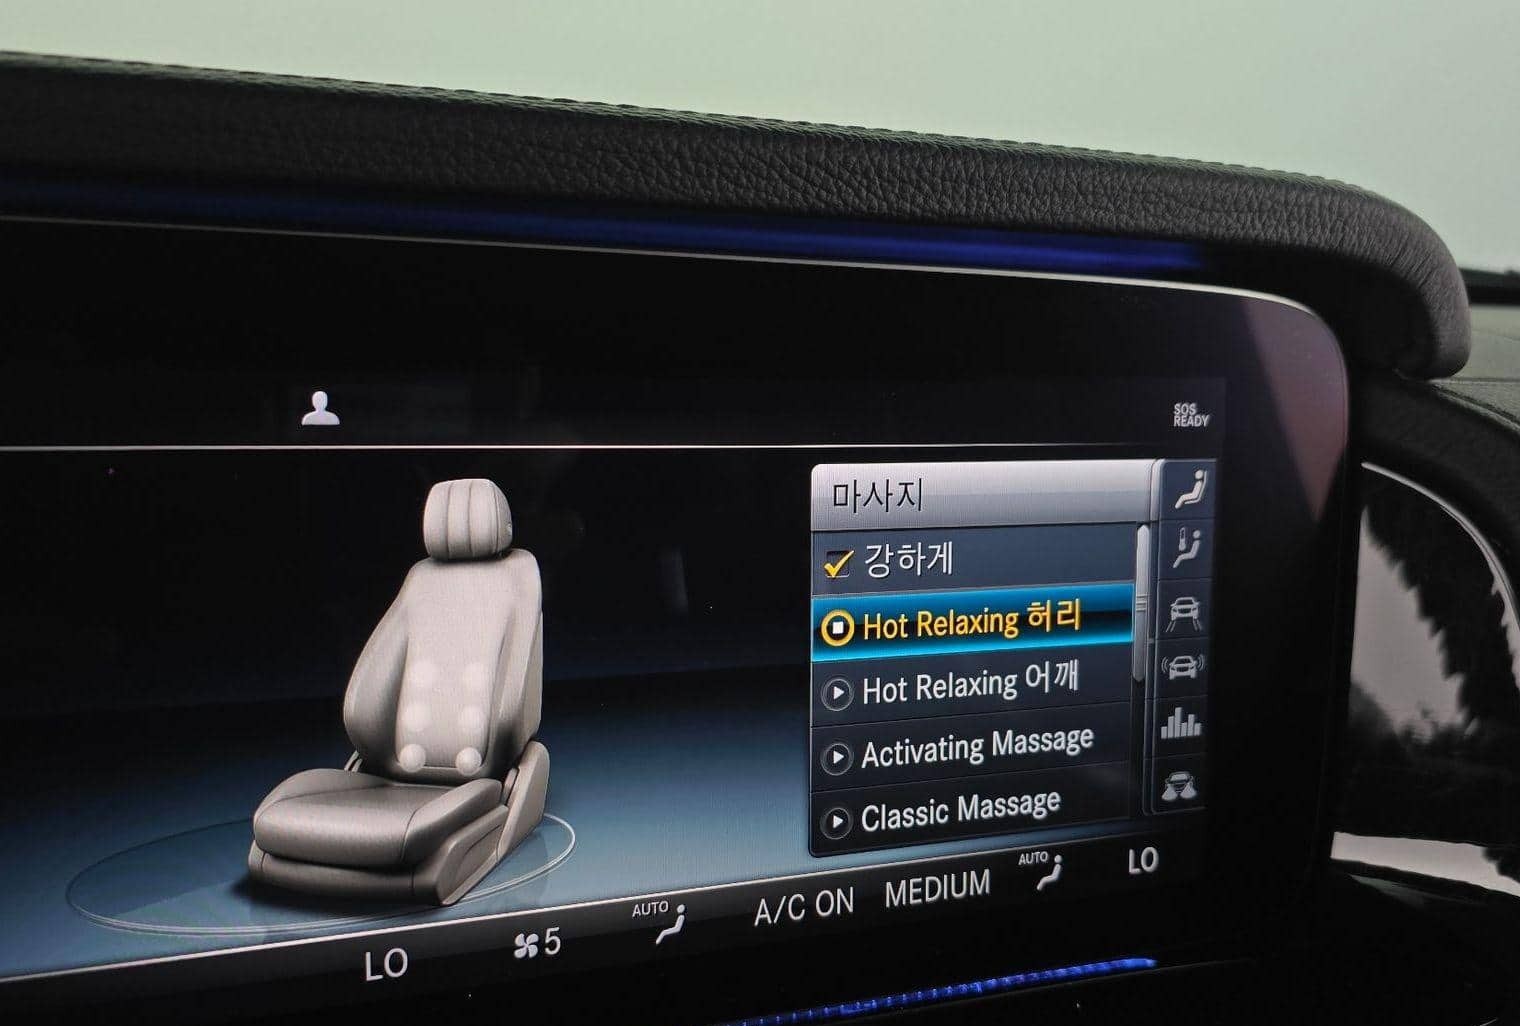 SOS
READY
마사지
강하게
Hot Relaxing 허리
Hot Relaxing 어깨
Activating Massage
Classic Massage
LO
5
AUTO
A/C ON
MEDIUM
AUTO
LO